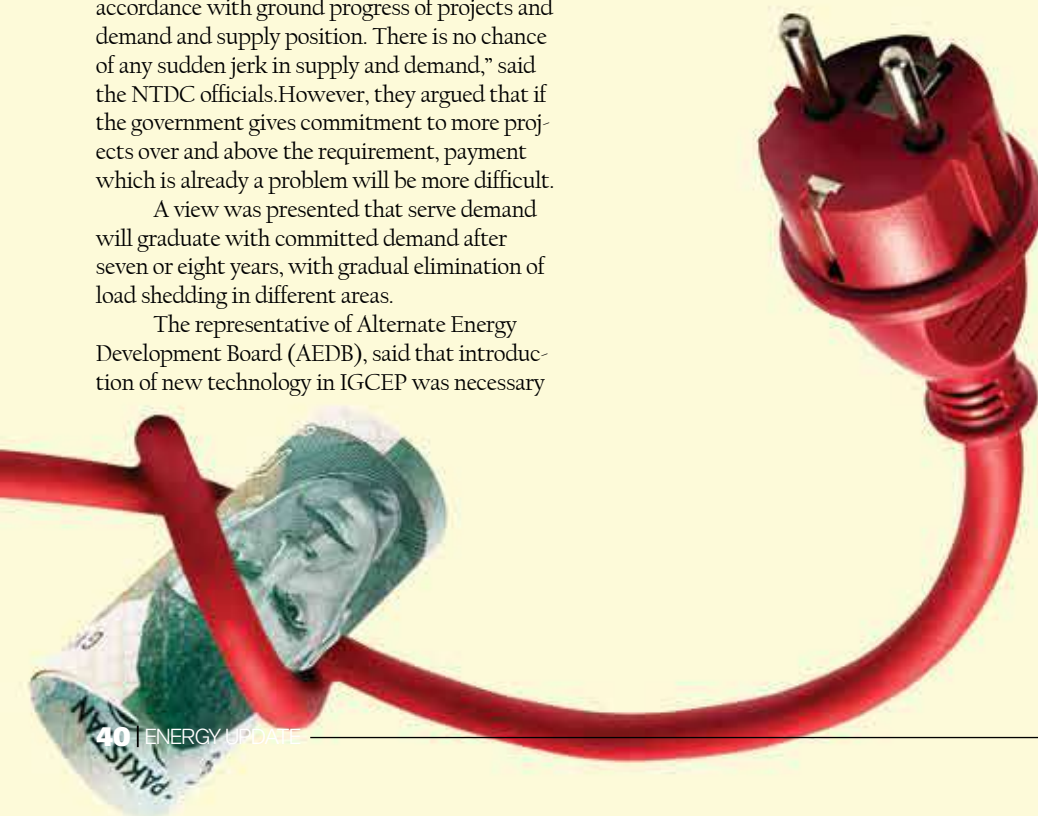 accordance with ground progress of projects and
demand and supply position. There is no chance
of any sudden jerk in supply and demand,” said
the NTDC officials.However, they argued that if
the government gives commitment to more proj-
ects over and above the requirement, payment
which is already a problem will be more difficult.
A view was presented that serve demand
will graduate with committed demand after
seven or eight years, with gradual elimination of
load shedding in different areas.
The representative of Alternate Energy
Development Board (AEDB), said that introduc-
tion of new technology in IGCEP was necessary
PAKISTAN
40 | ENERGY UPDATE